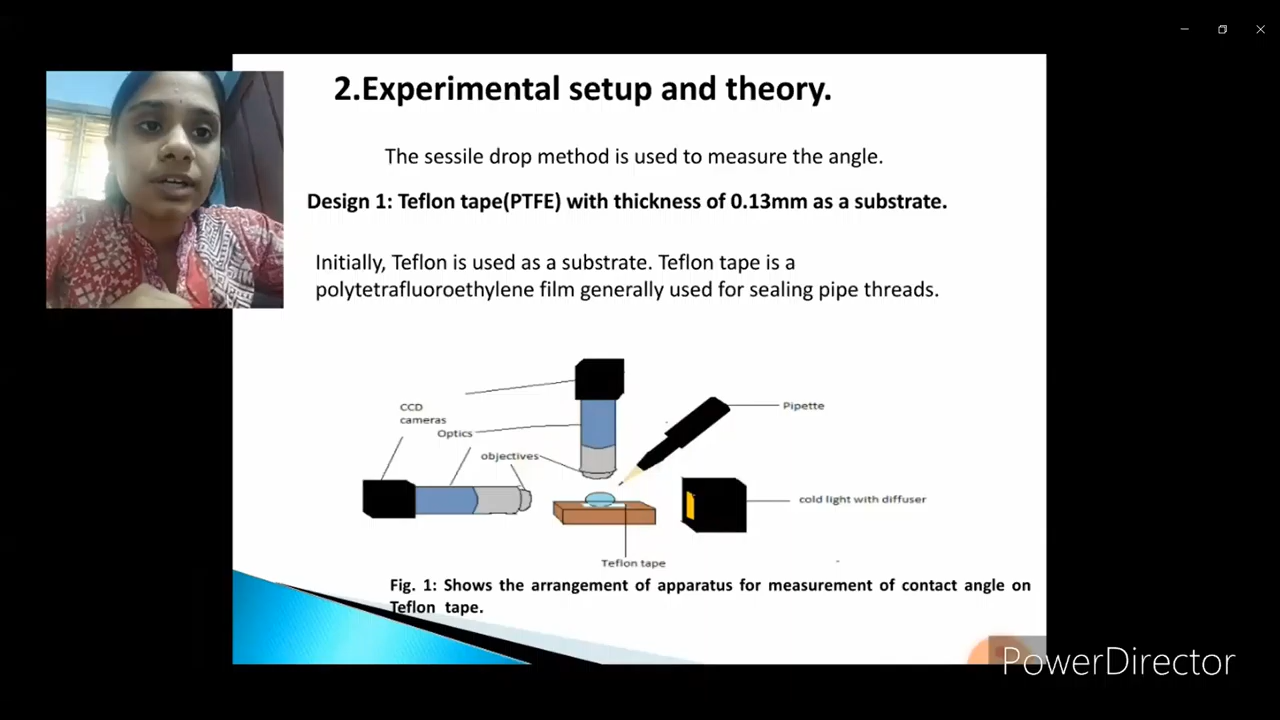 2.Experimental setup and theory.
The sessile drop method is used to measure the angle.
Design 1: Teflon tape(PTFE) with thickness of 0.13mm as a substrate.
Initially, Teflon is used as a substrate. Teflon tape is a
polytetrafluoroethylene film generally used for sealing pipe threads.
CCD
cameras
Optics
objectives
Pipette
cold light with diffuser
Teflon tape
Fig. 1: Shows the arrangement of apparatus for measurement of contact angle on
Teflon tape.
PowerDirector